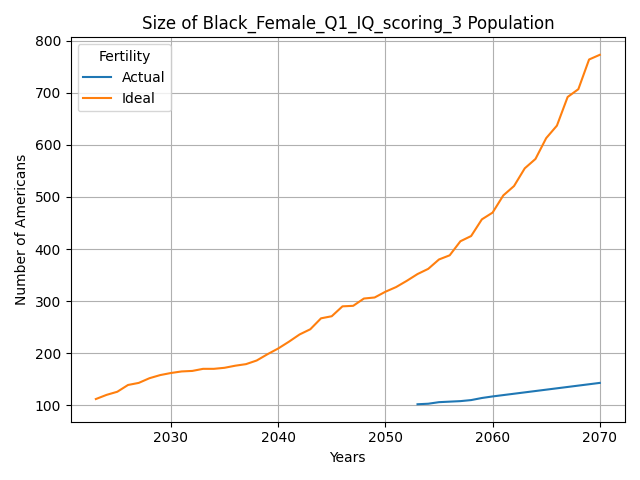 Size of Black_Female_Q1_IQ_scoring_3 Population
Fertility
Actual
Ideal
800
700
600
500
400
300
200
100
Number of Americans
2030 2040 2050 2060 2070
Years